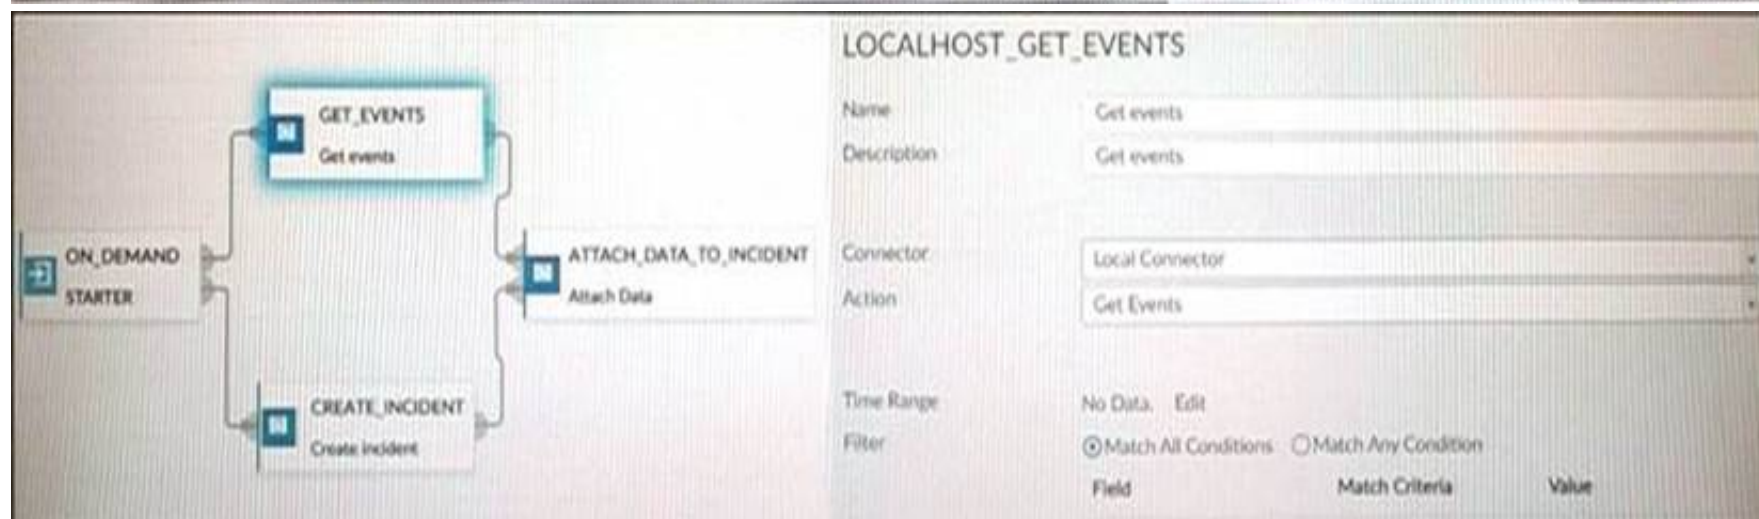 LOCALHOST_GET_EVENTS
GET_EVENTS
Get events
ON_DEMAND
STARTER
ATTACH_DATA_TO_INCIDENT
Attach Data
CREATE_INCIDENT
Create incident
Name Get events
Description Get events
Connector Local Connector
Action Get Events
Time Range No Data. Edit
Filter Match All Conditions Match Any Condition
Field Match Criteria Value